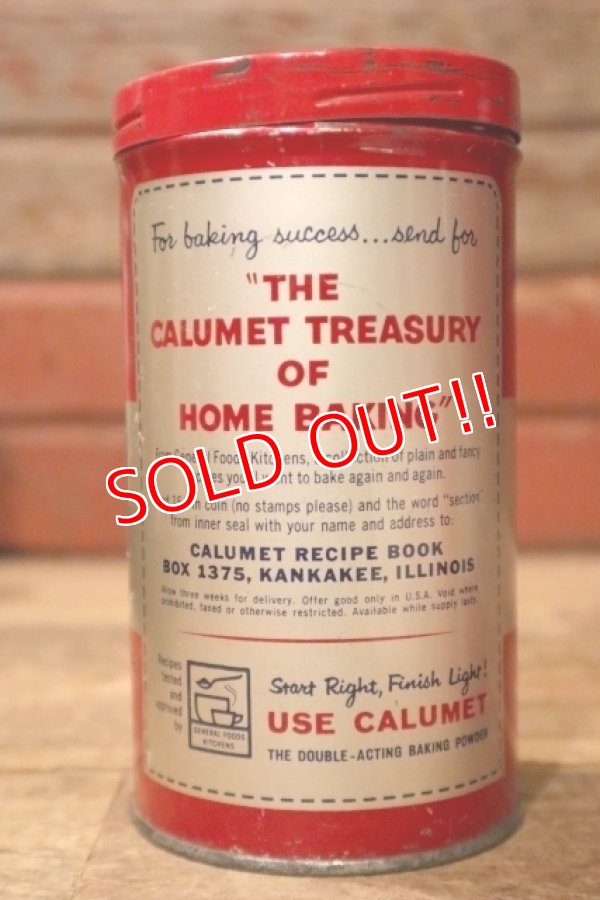 For baking success...send for
"THE
CALUMET TREASURY
OF
HOME BAKING"
SOLD OUT!!
General Foods Kitchens, of plain and fancy
you want to bake again and again.
in coin (no stamps please) and the word "section"
from inner seal with your name and address to:
CALUMET RECIPE BOOK
BOX 1375, KANKAKEE, ILLINOIS
Allow three weeks for delivery. Offer good only in U.S.A. Void where
prohibited, taxed or otherwise restricted. Available while supply lasts.
Recipes
tested
and
approved
by
GENERAL FOODS
KITCHENS
Start Right, Finish Light!
USE CALUMET
THE DOUBLE-ACTING BAKING POWDER